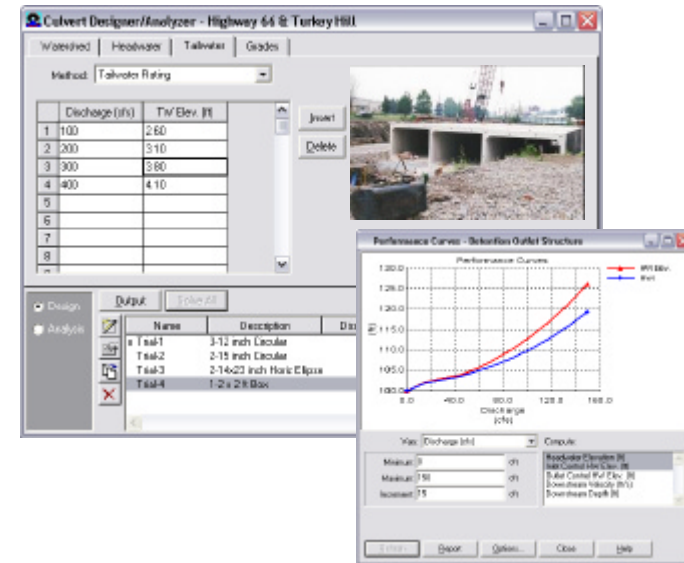 Culvert Designer/Analyzer - Highway 66 & Turkey Hill
Watershed Headwater Tailwater Grades
Method: Tailwater Rating
Discharge (cfs) TW Elev. (ft)
Insert
1 100 2.60
2 200 3.10
Delete
3 300 3.80
4 400 4.10
5
6
7
8
Design
Analysis
Output Solve All
Name Description
Trial-1 3-12 inch Circular
Trial-2 2-15 inch Circular
Trial-3 2-14x23 inch Horiz Ellipse
Trial-4 1-2 x 2 ft Box
Performance Curves - Detention Outlet Structure
Performance Curves
HW Elev.
130.0
125.0
120.0
115.0
110.0
105.0
100.0
(ft)
0.0 40.0 80.0 120.0 160.0
Discharge
(cfs)
Discharge (cfs) Compute:
Minimum: 0 cfs
Maximum: 150 cfs
Increment: 15 cfs
Headwater Elevation (ft)
Inlet Control HW Elev. (ft)
Outlet Control HW Elev. (ft)
Downstream Velocity (ft/s)
Downstream Depth (ft)
Report Options... Close Help